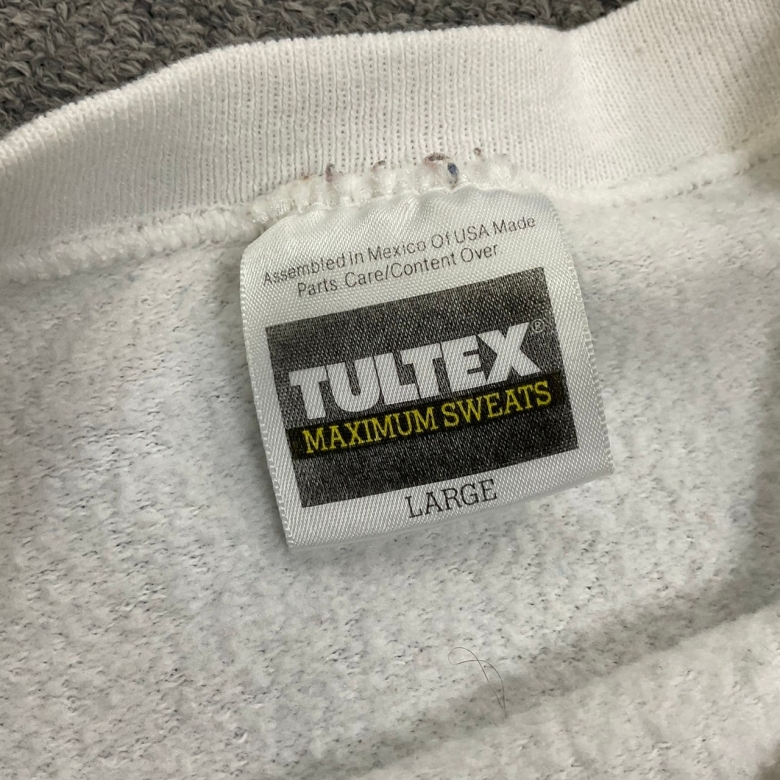 Assembled in Mexico Of USA Made
Parts Care/Content Over
TULTEX®
MAXIMUM SWEATS
LARGE